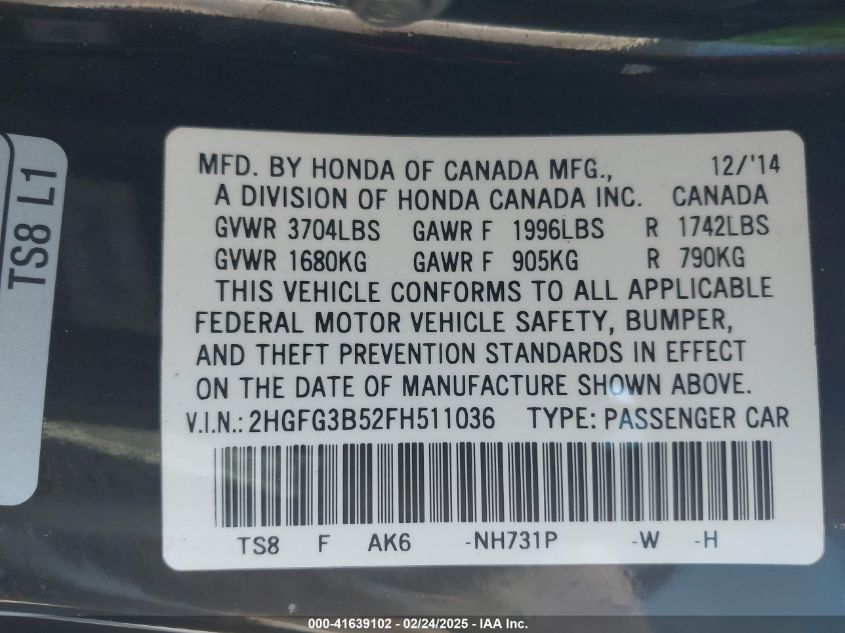 TS8 L1
MFD. BY HONDA OF CANADA MFG., 12/'14
A DIVISION OF HONDA CANADA INC. CANADA
GVWR 3704LBS GAWR F 1996LBS R 1742LBS
GVWR 1680KG GAWR F 905KG R 790KG
THIS VEHICLE CONFORMS TO ALL APPLICABLE
FEDERAL MOTOR VEHICLE SAFETY, BUMPER,
AND THEFT PREVENTION STANDARDS IN EFFECT
ON THE DATE OF MANUFACTURE SHOWN ABOVE.
V.I.N.: 2HGFG3B52FH511036 TYPE: PASSENGER CAR
TS8 F AK6 -NH731P -W -H
000-41639102 - 02/24/2025 - IAA Inc.